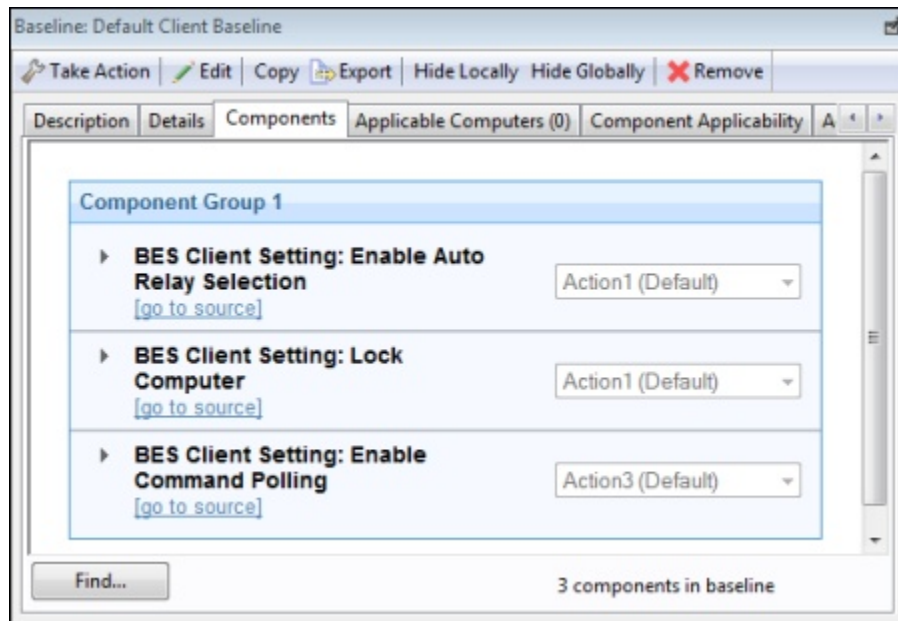 Baseline: Default Client Baseline
Take Action Edit Copy Export Hide Locally Hide Globally Remove
Description Details Components Applicable Computers (0) Component Applicability A
Component Group 1
BES Client Setting: Enable Auto
Relay Selection
[go to source]
Action1 (Default)
BES Client Setting: Lock
Computer
[go to source]
Action1 (Default)
BES Client Setting: Enable
Command Polling
[go to source]
Action3 (Default)
Find... 3 components in baseline